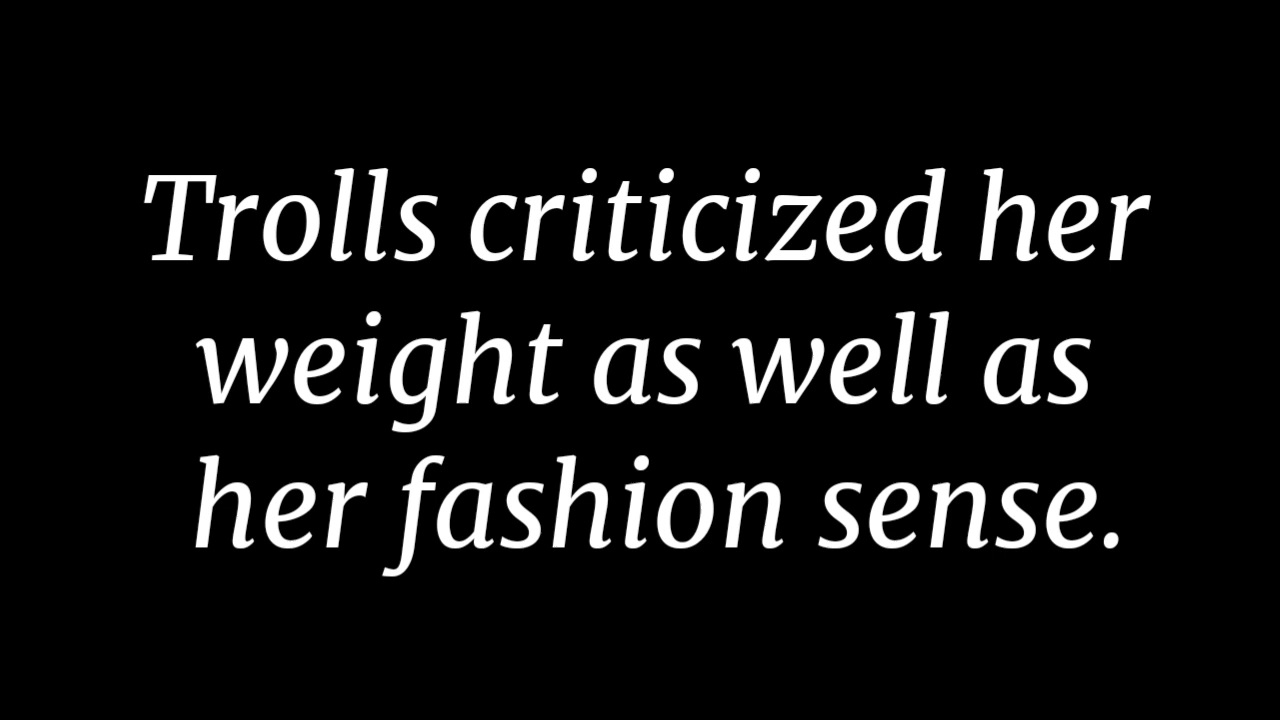 Trolls criticized her
weight as well as
her fashion sense.